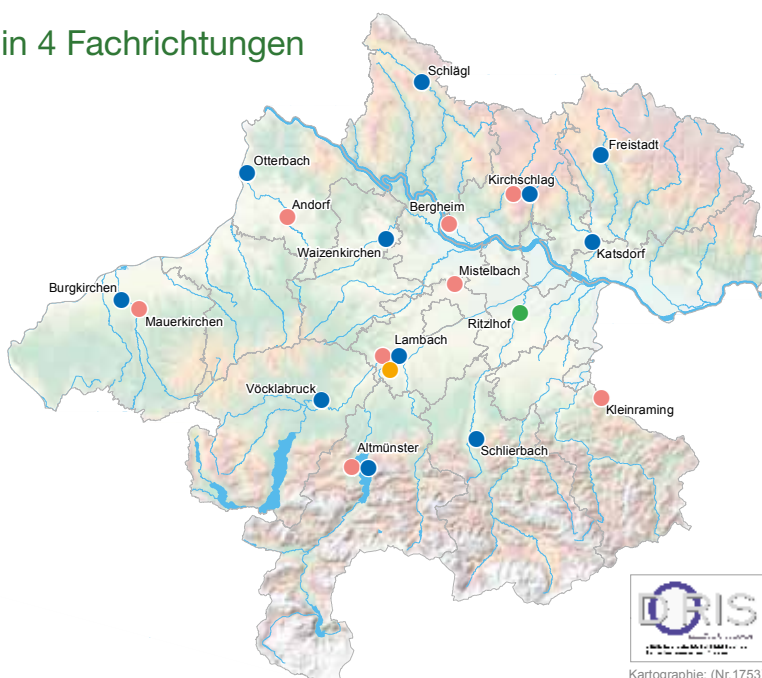 in 4 Fachrichtungen
Schlägl
Freistadt
Otterbach
Kirchschlag
Andorf
Bergheim
Waizenkirchen
Katsdorf
Mistelbach
Burgkirchen
Mauerkirchen
Ritzlhof
Lambach
Vöcklabruck
Kleinraming
Altmünster
Schlierbach
DORIS
Kartographie: (Nr.1753